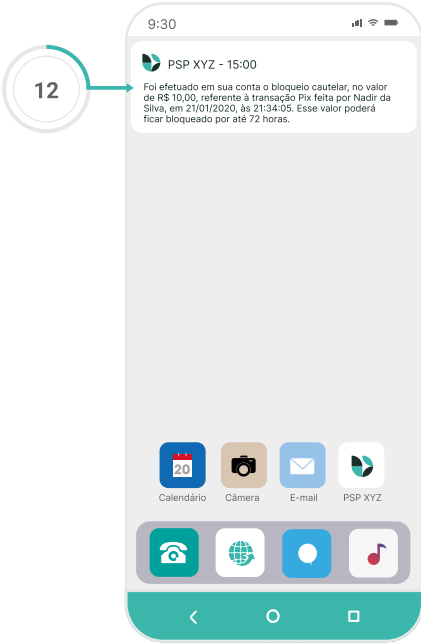 9:30
12
PSP XYZ - 15:00
Foi efetuado em sua conta o bloqueio cautelar, no valor
de R$ 10,00, referente à transação Pix feita por Nadir da
Silva, em 21/01/2020, às 21:34:05. Esse valor poderá
ficar bloqueado por até 72 horas.
20
Calendário Câmera E-mail PSP XYZ